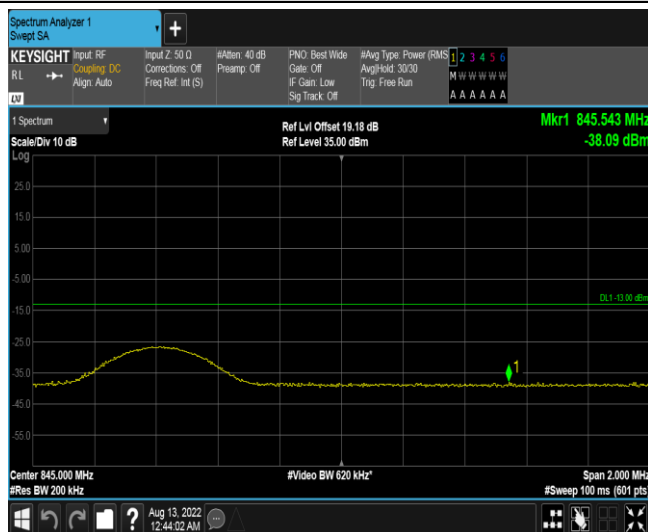 Spectrum Analyzer 1
Swept SA
KEYSIGHT
RL
LXI
Input: RF
Coupling: DC
Align: Auto
Input Z: 50 Ω
Corrections: Off
Freq Ref: Int (S)
#Atten: 40 dB
Preamp: Off
PNO: Best Wide
Gate: Off
IF Gain: Low
Sig Track: Off
#Avg Type: Power (RMS
Avg|Hold: 30/30
Trig: Free Run
1 2 3 4 5 6
M W W W W W
A A A A A A
1 Spectrum
Scale/Div 10 dB
Log
Ref Lvl Offset 19.18 dB
Ref Level 35.00 dBm
Mkr1 845.543 MHz
-38.09 dBm
25.0
15.0
5.00
-5.00
DL1 -13.00 dBm
-15.0
-25.0
-35.0
1
-45.0
-55.0
Center 845.000 MHz
#Video BW 620 kHz*
Span 2.000 MHz
#Res BW 200 kHz
#Sweep 100 ms (601 pts)
?
Aug 13, 2022
12:44:02 AM